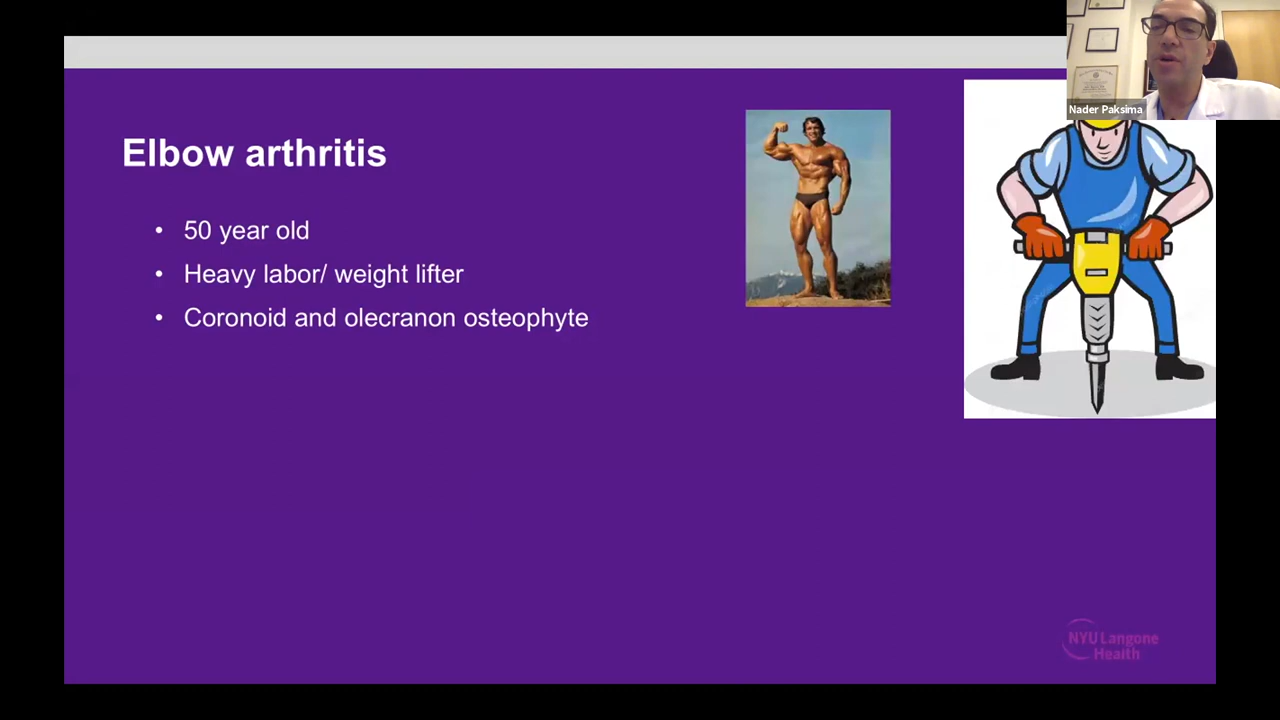 Nader Paksima
Elbow arthritis
• 50 year old
• Heavy labor/ weight lifter
• Coronoid and olecranon osteophyte
NYU Langone
Health